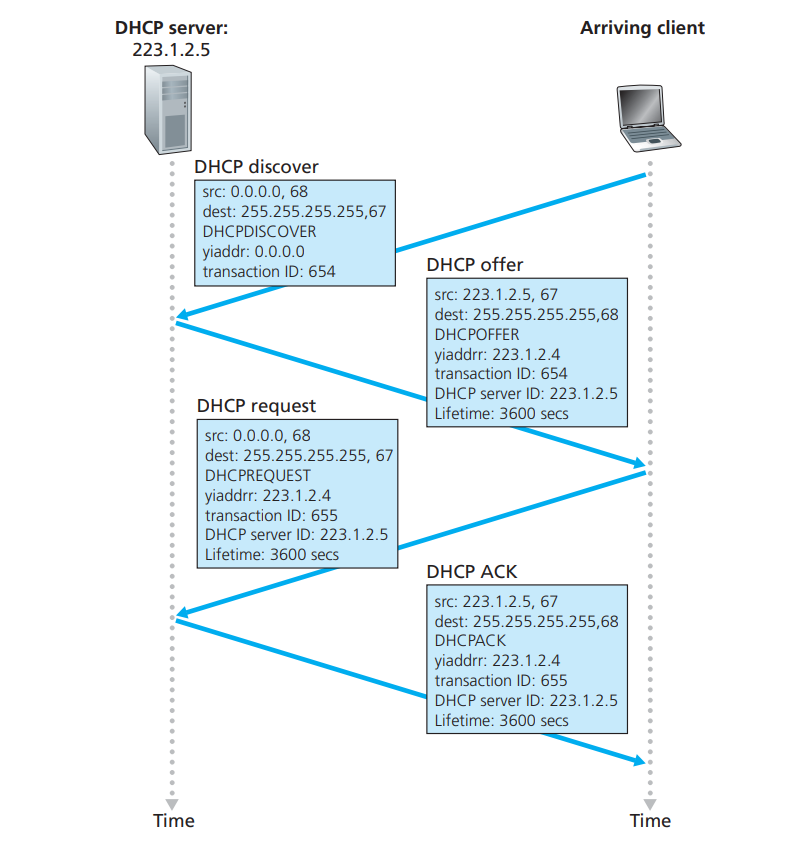 DHCP server:
223.1.2.5
Arriving client
DHCP discover
src: 0.0.0.0, 68
dest: 255.255.255.255,67
DHCPDISCOVER
yiaddr: 0.0.0.0
transaction ID: 654
DHCP offer
src: 223.1.2.5, 67
dest: 255.255.255.255,68
DHCPOFFER
yiaddrr: 223.1.2.4
transaction ID: 654
DHCP server ID: 223.1.2.5
Lifetime: 3600 secs
DHCP request
src: 0.0.0.0, 68
dest: 255.255.255.255, 67
DHCPREQUEST
yiaddrr: 223.1.2.4
transaction ID: 655
DHCP server ID: 223.1.2.5
Lifetime: 3600 secs
DHCP ACK
src: 223.1.2.5, 67
dest: 255.255.255.255,68
DHCPACK
yiaddrr: 223.1.2.4
transaction ID: 655
DHCP server ID: 223.1.2.5
Lifetime: 3600 secs
Time
Time